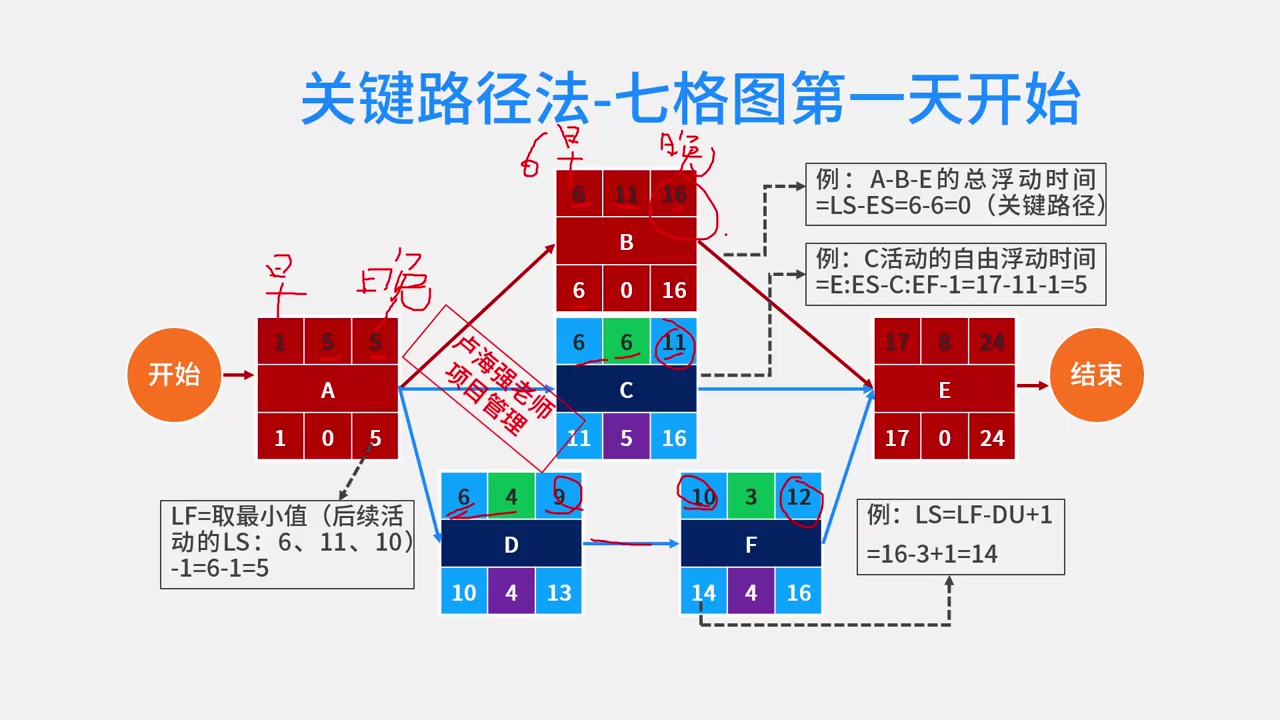 关键路径法-七格图第一天开始
6 早 晚
6 11 16
B
6 0 16
例：A-B-E的总浮动时间
=LS-ES=6-6=0（关键路径）
例：C活动的自由浮动时间
=E:ES-C:EF-1=17-11-1=5
早 晚
开始
1 5 5
A
1 0 5
卢海强老师
项目管理
6 6 11
C
11 5 16
17 8 24
E
17 0 24
结束
6 4 9
D
10 4 13
10 3 12
F
14 4 16
LF=取最小值（后续活
动的LS：6、11、10）
-1=6-1=5
例：LS=LF-DU+1
=16-3+1=14